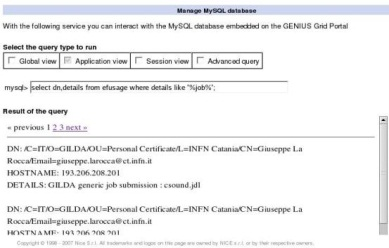 Manage MySQL database
With the following service you can interact with the MySQL database embedded on the GENIUS Grid Portal
Select the query type to run
Global view Application view Session view Advanced query
mysql> select dn,details from efusage where details like "%job%";
Result of the query
« previous 1 2 3 next »
DN: /C=IT/O=GILDA/OU=Personal Certificate/L=INFN Catania/CN=Giuseppe La
Rocca/Email=giuseppe.larocca@ct.infn.it
HOSTNAME: 193.206.208.201
DETAILS: GILDA generic job submission : csound.jdl
DN: /C=IT/O=GILDA/OU=Personal Certificate/L=INFN Catania/CN=Giuseppe La
Rocca/Email=giuseppe.larocca@ct.infn.it
HOSTNAME: 193.206.208.201
Copyright © 1998 - 2007 Nice S.r.l. All trademarks and logos on this page are owned by NICE s.r.l. or by their respective owners.